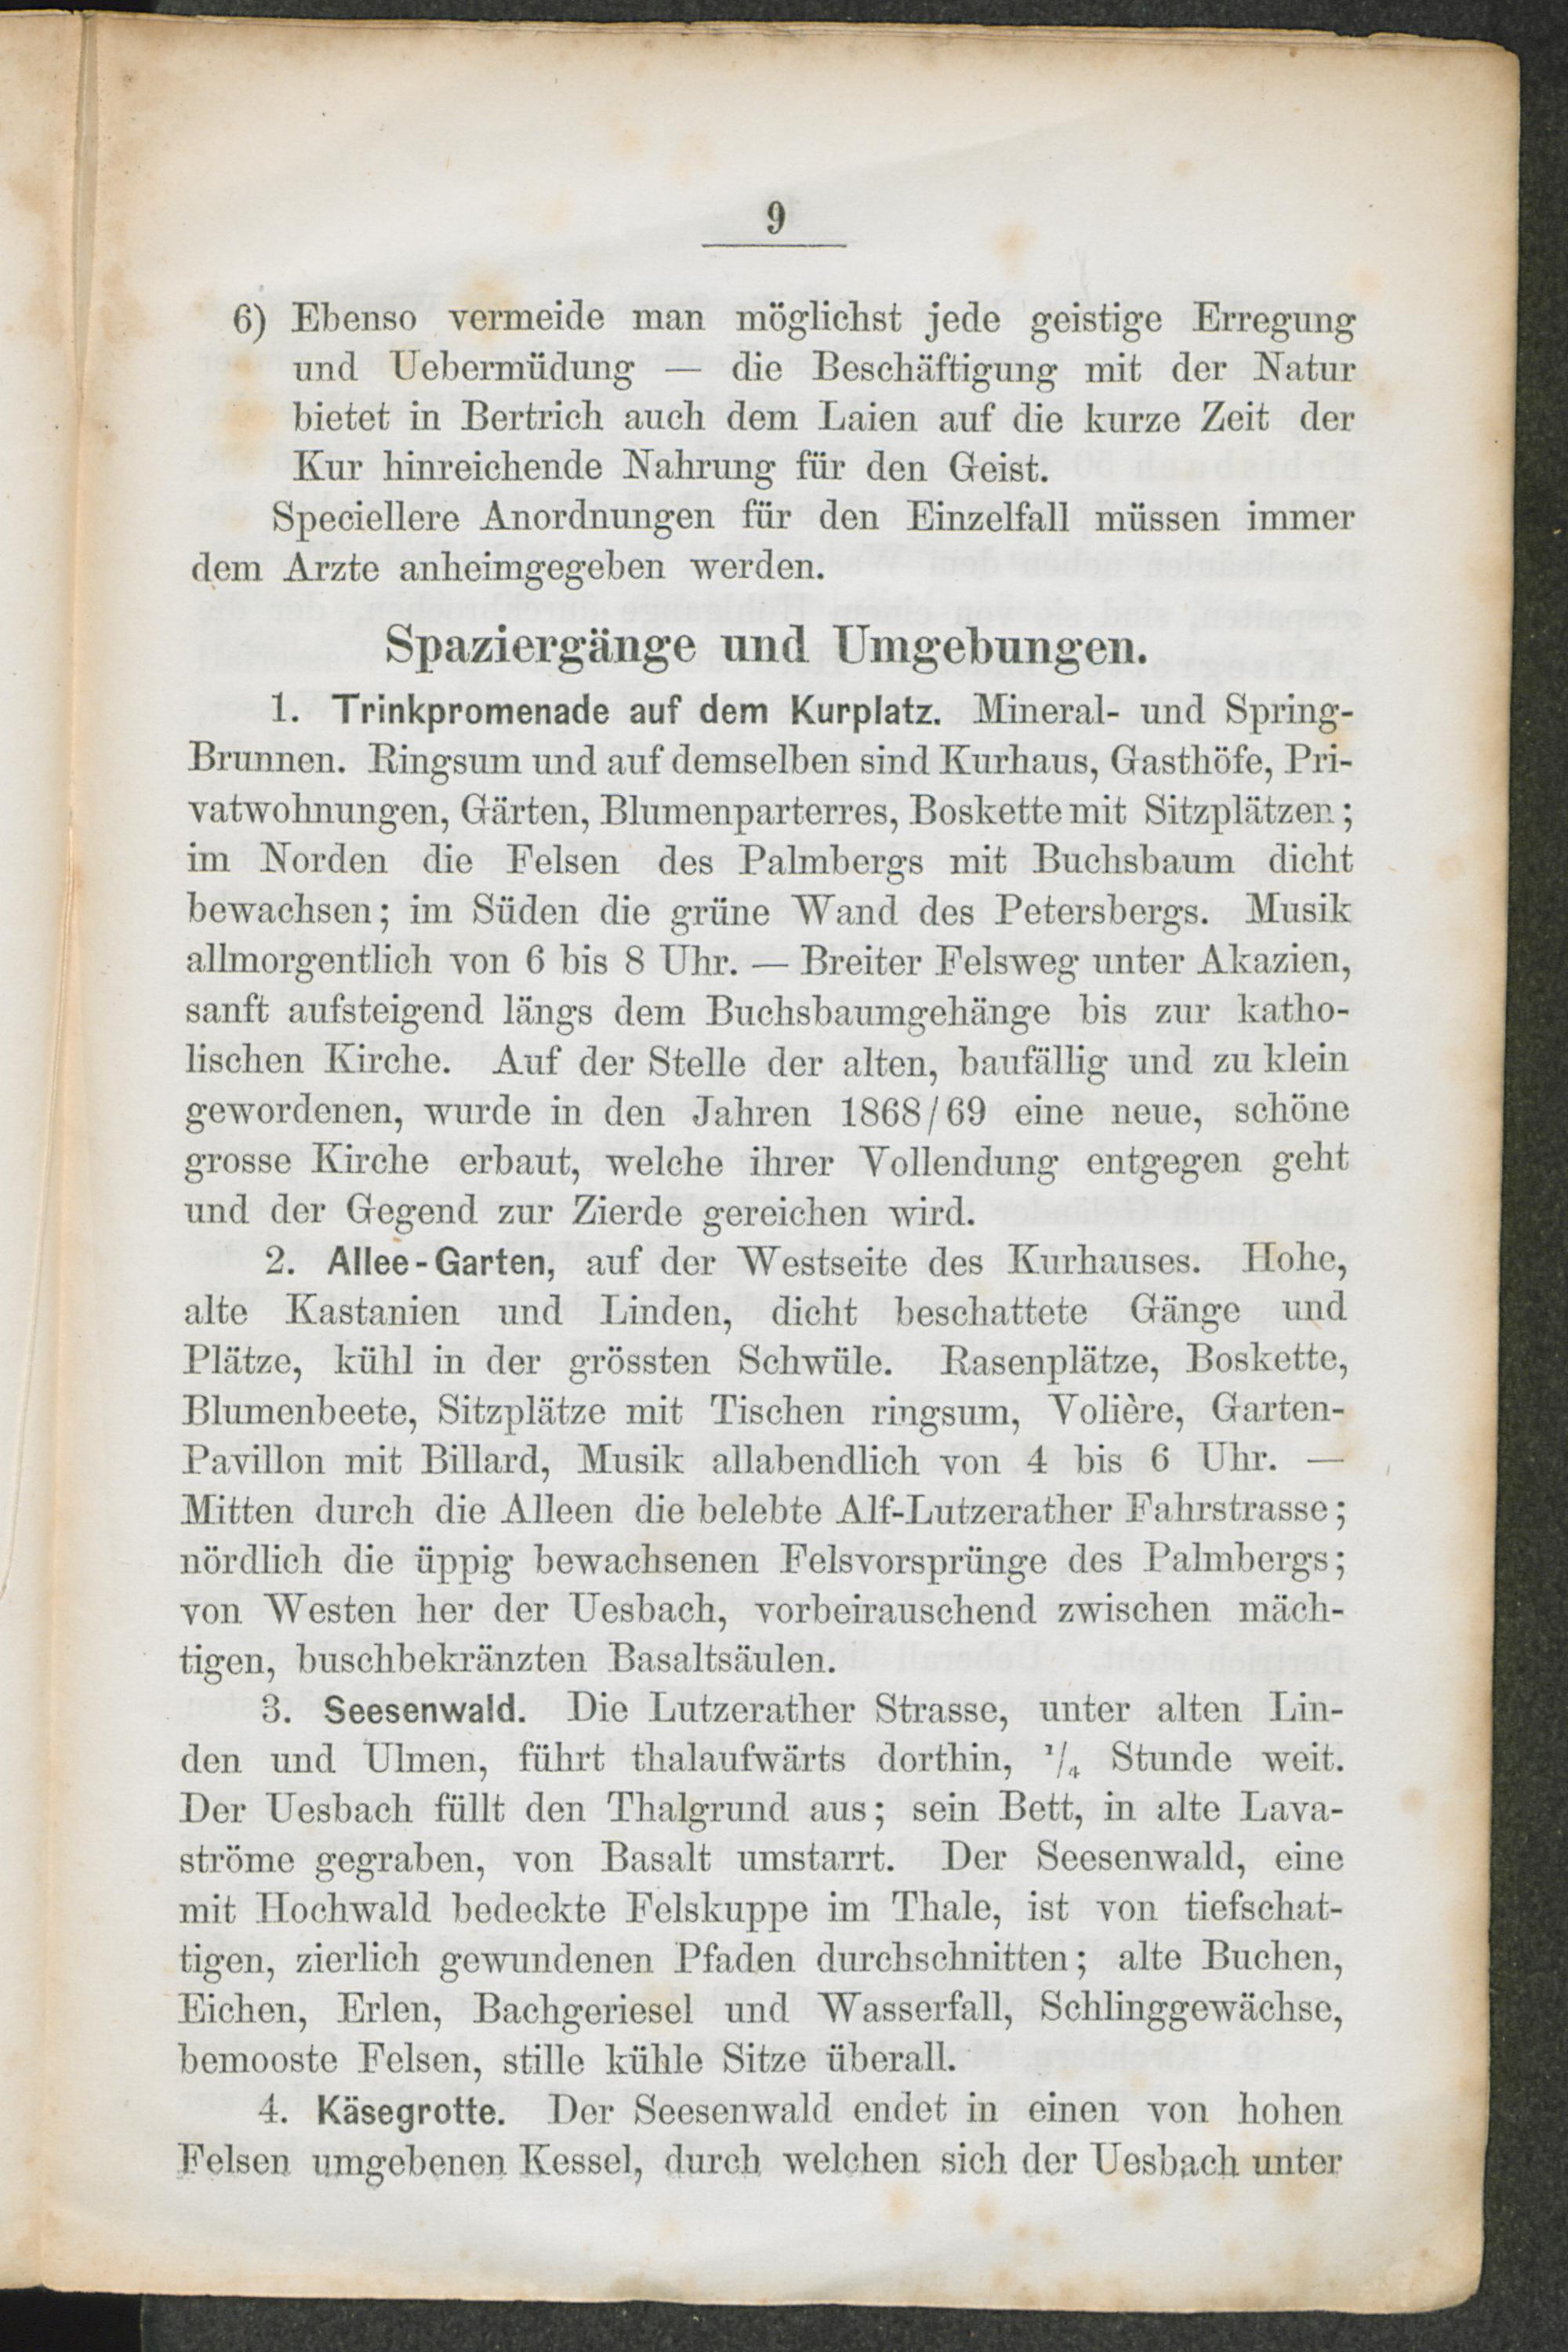 9
6) Ebenso vermeide man möglichst jede geistige Erregung
und Uebermüdung — die Beschäftigung mit der Natur
bietet in Bertrich auch dem Laien auf die kurze Zeit der
Kur hinreichende Nahrung für den Geist.
Speciellere Anordnungen für den Einzelfall müssen immer
dem Arzte anheimgegeben werden.
Spaziergänge und Umgebungen.
1. Trinkpromenade auf dem Kurplatz. Mineral- und Spring-
Brunnen. Ringsum und auf demselben sind Kurhaus, Gasthöfe, Pri-
vatwohnungen, Gärten, Blumenparterres, Boskette mit Sitzplätzen;
im Norden die Felsen des Palmbergs mit Buchsbaum dicht
bewachsen; im Süden die grüne Wand des Petersbergs. Musik
allmorgentlich von 6 bis 8 Uhr. — Breiter Felsweg unter Akazien,
sanft aufsteigend längs dem Buchsbaumgehänge bis zur katho-
lischen Kirche. Auf der Stelle der alten, baufällig und zu klein
gewordenen, wurde in den Jahren 1868/69 eine neue, schöne
grosse Kirche erbaut, welche ihrer Vollendung entgegen geht
und der Gegend zur Zierde gereichen wird.
2. Allee-Garten, auf der Westseite des Kurhauses. Hohe,
alte Kastanien und Linden, dicht beschattete Gänge und
Plätze, kühl in der grössten Schwüle. Rasenplätze, Boskette,
Blumenbeete, Sitzplätze mit Tischen ringsum, Volière, Garten-
Pavillon mit Billard, Musik allabendlich von 4 bis 6 Uhr. —
Mitten durch die Alleen die belebte Alf-Lutzerather Fahrstrasse;
nördlich die üppig bewachsenen Felsvorsprünge des Palmbergs;
von Westen her der Uesbach, vorbeirauschend zwischen mäch-
tigen, buschbekränzten Basaltsäulen.
3. Seesenwald. Die Lutzerather Strasse, unter alten Lin-
den und Ulmen, führt thalaufwärts dorthin, 1/4 Stunde weit.
Der Uesbach füllt den Thalgrund aus; sein Bett, in alte Lava-
ströme gegraben, von Basalt umstarrt. Der Seesenwald, eine
mit Hochwald bedeckte Felskuppe im Thale, ist von tiefschat-
tigen, zierlich gewundenen Pfaden durchschnitten; alte Buchen,
Eichen, Erlen, Bachgeriesel und Wasserfall, Schlinggewächse,
bemooste Felsen, stille kühle Sitze überall.
4. Käsegrotte. Der Seesenwald endet in einen von hohen
Felsen umgebenen Kessel, durch welchen sich der Uesbach unter